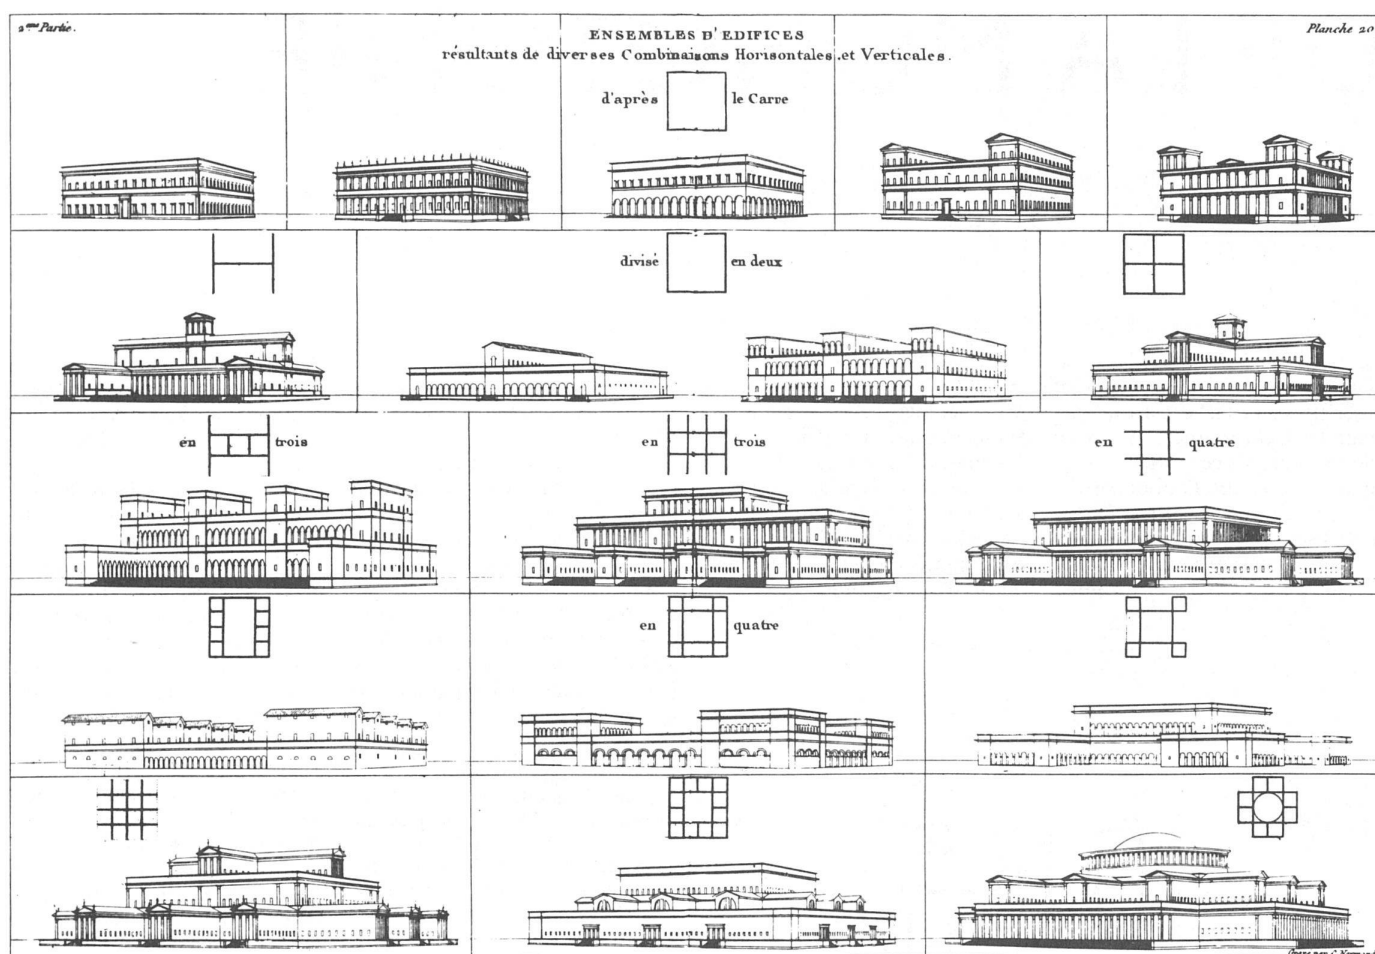 2me Partie.
Planche 20
ENSEMBLES D'EDIFICES
résultants de diverses Combinaisons Horisontales et Verticales.
d'après le Carre
divisé en deux
en trois
en trois
en quatre
en quatre